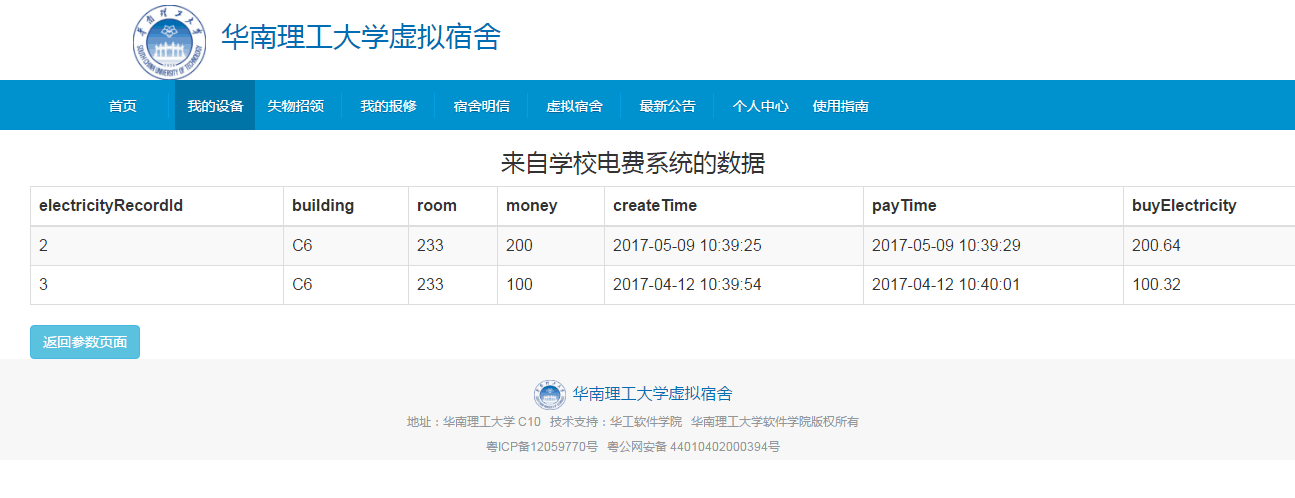 华南理工大学虚拟宿舍
首页 我的设备 失物招领 我的报修 宿舍明信 虚拟宿舍 最新公告 个人中心 使用指南
来自学校电费系统的数据
electricityRecordId building room money createTime payTime buyElectricity
2 C6 233 200 2017-05-09 10:39:25 2017-05-09 10:39:29 200.64
3 C6 233 100 2017-04-12 10:39:54 2017-04-12 10:40:01 100.32
返回参数页面
华南理工大学虚拟宿舍
地址：华南理工大学 C10 技术支持：华工软件学院 华南理工大学软件学院版权所有
粤ICP备12059770号 粤公网安备 44010402000394号